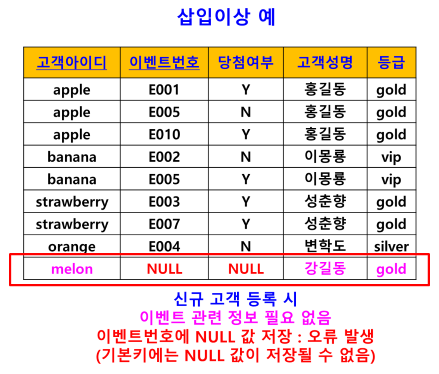 삽입이상 예
고객아이디 이벤트번호 당첨여부 고객성명 등급
apple E001 Y 홍길동 gold
apple E005 N 홍길동 gold
apple E010 Y 홍길동 gold
banana E002 N 이몽룡 vip
banana E005 Y 이몽룡 vip
strawberry E003 Y 성춘향 gold
strawberry E007 Y 성춘향 gold
orange E004 N 변학도 silver
melon NULL NULL 강길동 gold
신규 고객 등록 시
이벤트 관련 정보 필요 없음
이벤트번호에 NULL 값 저장 : 오류 발생
(기본키에는 NULL 값이 저장될 수 없음)